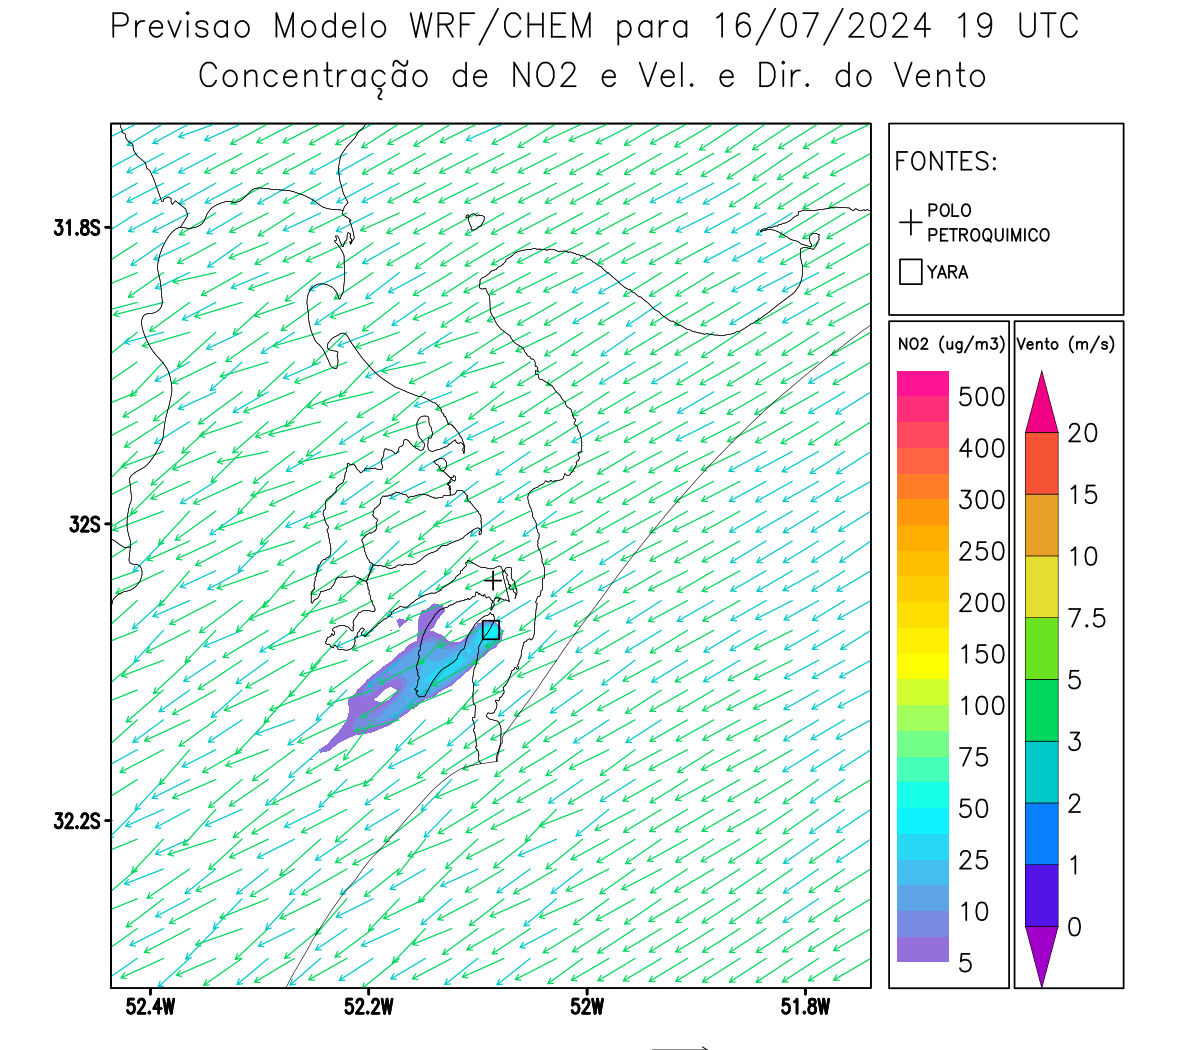 Previsao Modelo WRF/CHEM para 16/07/2024 19 UTC
Concentração de NO2 e Vel. e Dir. do Vento
FONTES:
POLO
PETROQUIMICO
YARA
NO2 (ug/m3)
500
400
300
250
200
150
100
75
50
25
10
5
Vento (m/s)
20
15
10
7.5
5
3
2
1
0
31.8S
32S
32.2S
52.4W
52.2W
52W
51.8W